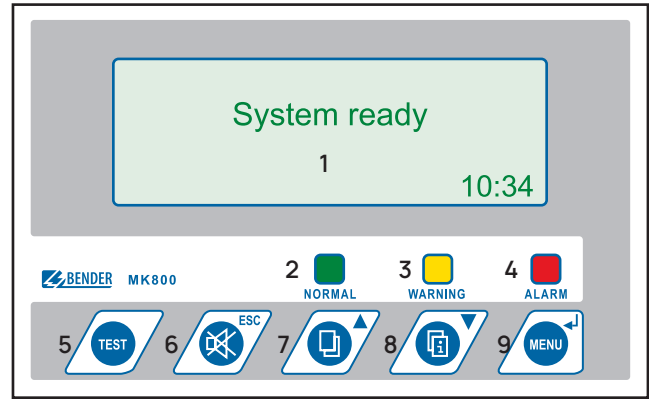 System ready
1
10:34
2 3 4
BENDER MK800
NORMAL WARNING ALARM
ESC
5 TEST 6 7 8 i 9 MENU